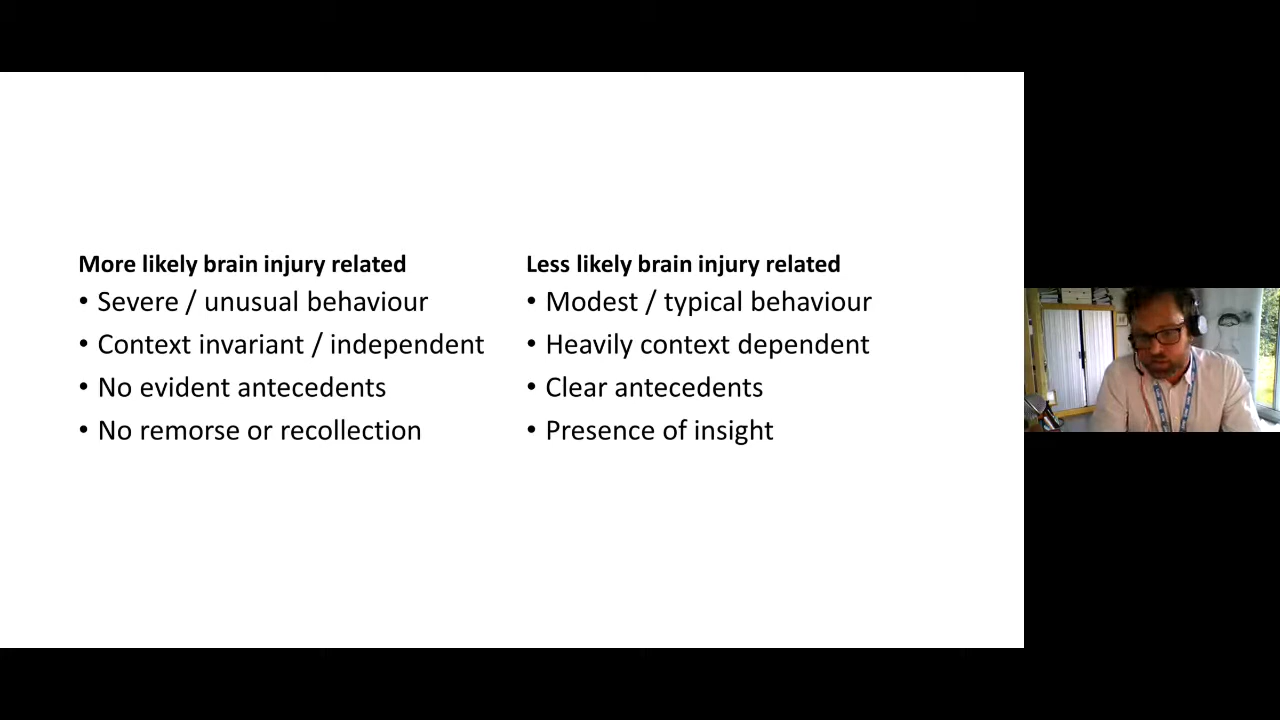 More likely brain injury related
• Severe / unusual behaviour
• Context invariant / independent
• No evident antecedents
• No remorse or recollection
Less likely brain injury related
• Modest / typical behaviour
• Heavily context dependent
• Clear antecedents
• Presence of insight